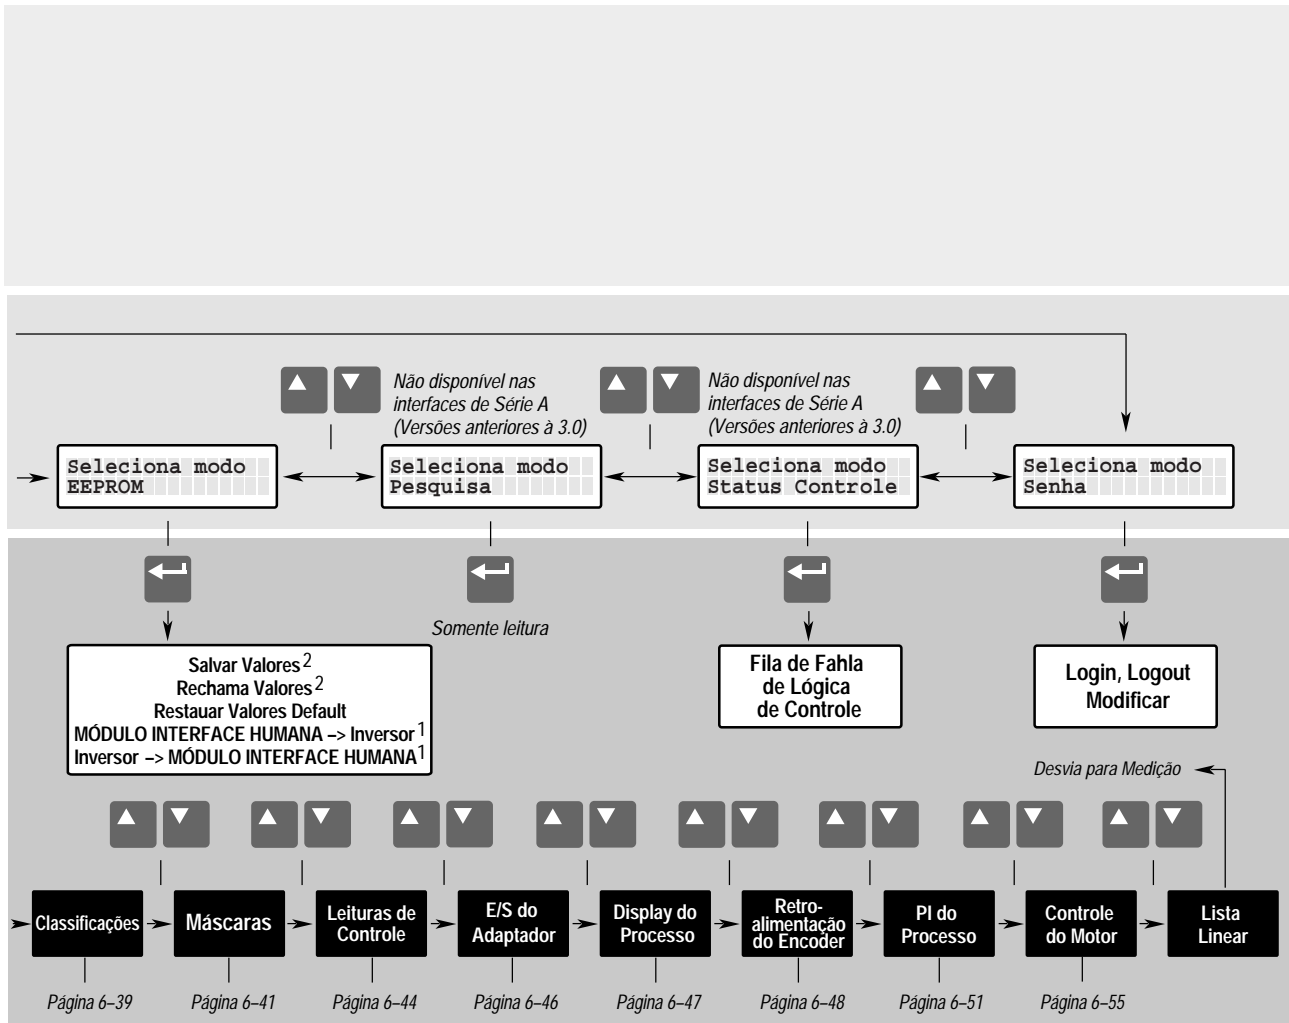 Não disponível nas
interfaces de Série A
(Versões anteriores à 3.0)
Não disponível nas
interfaces de Série A
(Versões anteriores à 3.0)
Seleciona modo
EEPROM
Seleciona modo
Pesquisa
Seleciona modo
Status Controle
Seleciona modo
Senha
Somente leitura
Salvar Valores2
Rechama Valores2
Restauar Valores Default
MÓDULO INTERFACE HUMANA –> Inversor1
Inversor –> MÓDULO INTERFACE HUMANA1
Fila de Fahla
de Lógica
de Controle
Login, Logout
Modificar
Desvia para Medição
Classificações
Máscaras
Leituras de
Controle
E/S do
Adaptador
Display do
Processo
Retro-
alimentação
do Encoder
PI do
Processo
Controle
do Motor
Lista
Linear
Página 6–39
Página 6–41
Página 6–44
Página 6–46
Página 6–47
Página 6–48
Página 6–51
Página 6–55